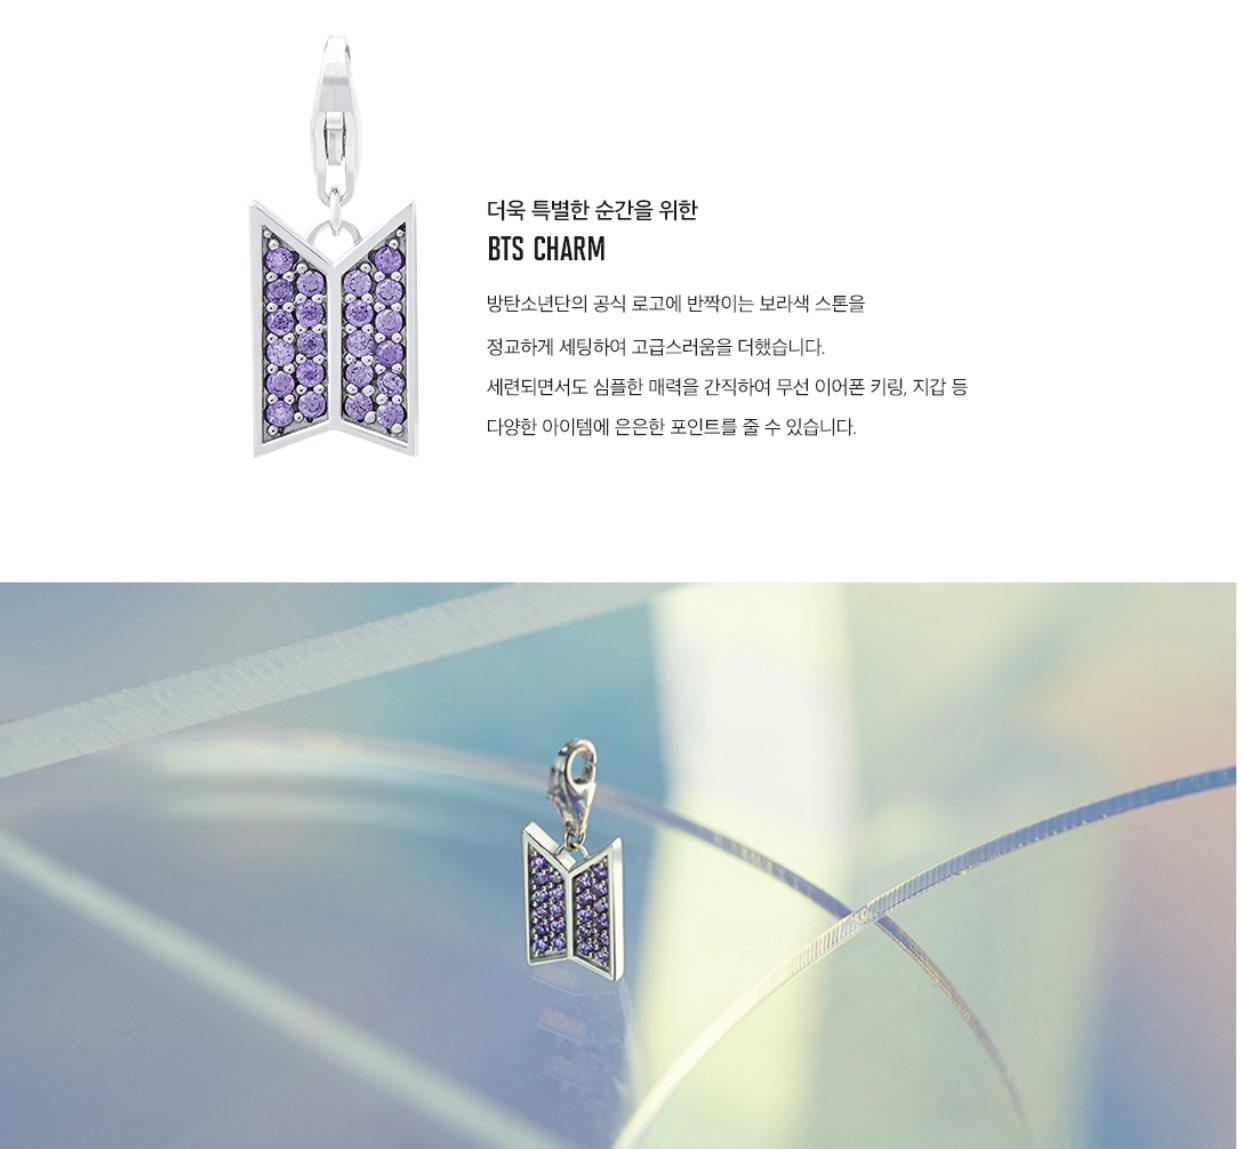 더욱 특별한 순간을 위한
BTS CHARM
방탄소년단의 공식 로고에 반짝이는 보라색 스톤을
정교하게 세팅하여 고급스러움을 더했습니다.
세련되면서도 심플한 매력을 간직하여 무선 이어폰 키링, 지갑 등
다양한 아이템에 은은한 포인트를 줄 수 있습니다.